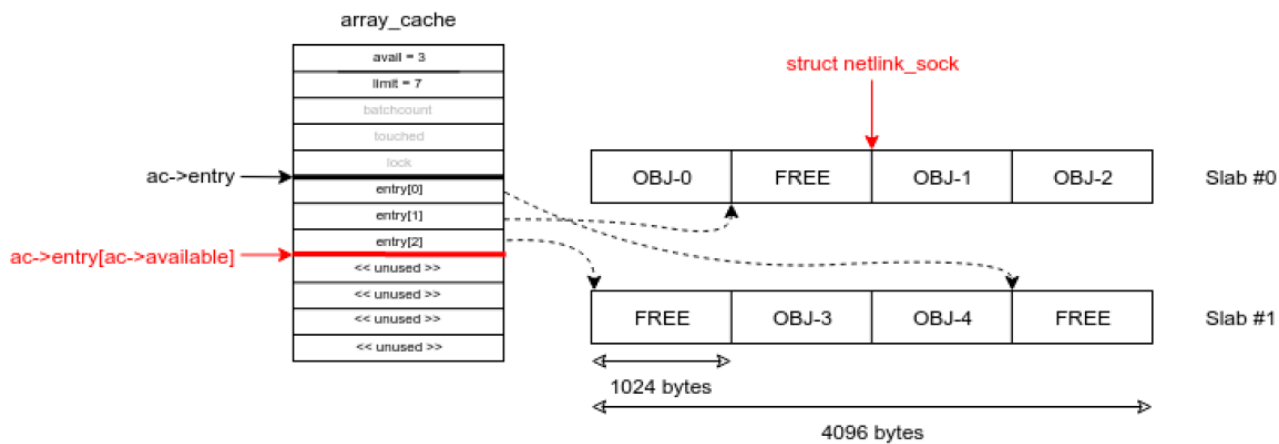 array_cache
avail = 3
limit = 7
batchcount
touched
lock
ac->entry
entry[0]
entry[1]
entry[2]
ac->entry[ac->available]
<< unused >>
<< unused >>
<< unused >>
<< unused >>
struct netlink_sock
OBJ-0 FREE OBJ-1 OBJ-2 Slab #0
FREE OBJ-3 OBJ-4 FREE Slab #1
1024 bytes
4096 bytes